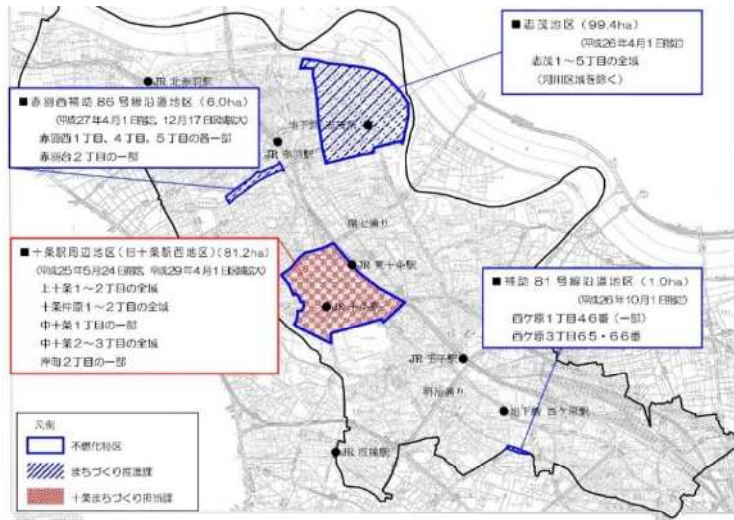 ■志茂地区(99.4ha)
(平成26年4月1日指定)
志茂1~5丁目の全域
(河川区域を除く)
JR 北赤羽駅
■赤羽西補助86号線沿道地区(6.0ha)
(平成27年4月1日指定、12月17日区域拡大)
赤羽西1丁目、4丁目、5丁目の各一部
赤羽台2丁目の一部
地下鉄 志茂駅
JR 赤羽駅
■十条駅周辺地区(旧十条駅西地区)(81.2ha)
(平成25年5月24日指定、平成29年4月1日区域拡大)
上十条1~2丁目の全域
十条仲原1~2丁目の全域
中十条1丁目の一部
中十条2~3丁目の全域
岸町2丁目の一部
JR 東十条駅
JR 十条駅
■補助81号線沿道地区(1.0ha)
(平成26年10月1日指定)
西ケ原1丁目46番(一部)
西ケ原3丁目65・66番
JR 王子駅
明治通り
地下鉄 西ケ原駅
JR 板橋駅
凡例
不燃化特区
まちづくり推進課
十条まちづくり担当課